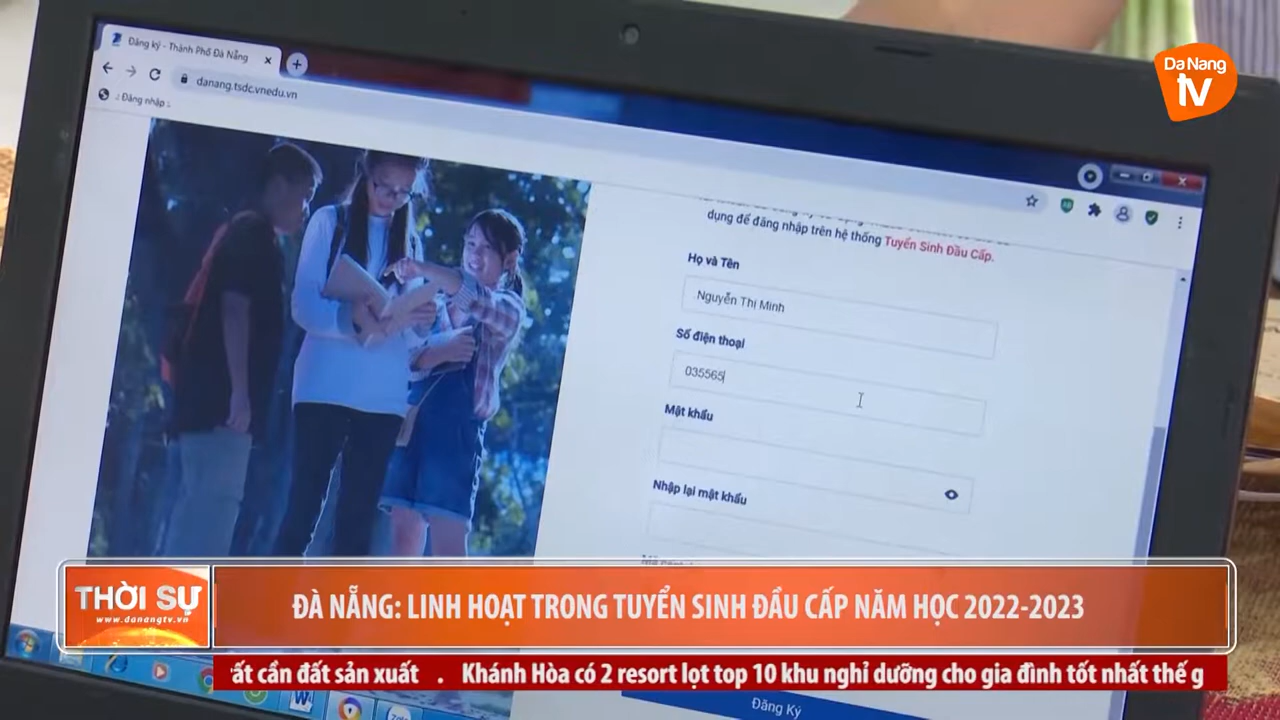 Đăng ký - Thành Phố Đà Nẵng
Da Nang
tv
danang.tsdc.vnedu.vn
:: Đăng nhập ::
dụng để đăng nhập trên hệ thống Tuyển Sinh Đầu Cấp.
Họ và Tên
Nguyễn Thị Minh
Số điện thoại
035565
Mật khẩu
Nhập lại mật khẩu
THỜI SỰ
www.danangtv.vn
ĐÀ NẴNG: LINH HOẠT TRONG TUYỂN SINH ĐẦU CẤP NĂM HỌC 2022-2023
ất cần đất sản xuất . Khánh Hòa có 2 resort lọt top 10 khu nghỉ dưỡng cho gia đình tốt nhất thế g
Đăng Ký
Zalo